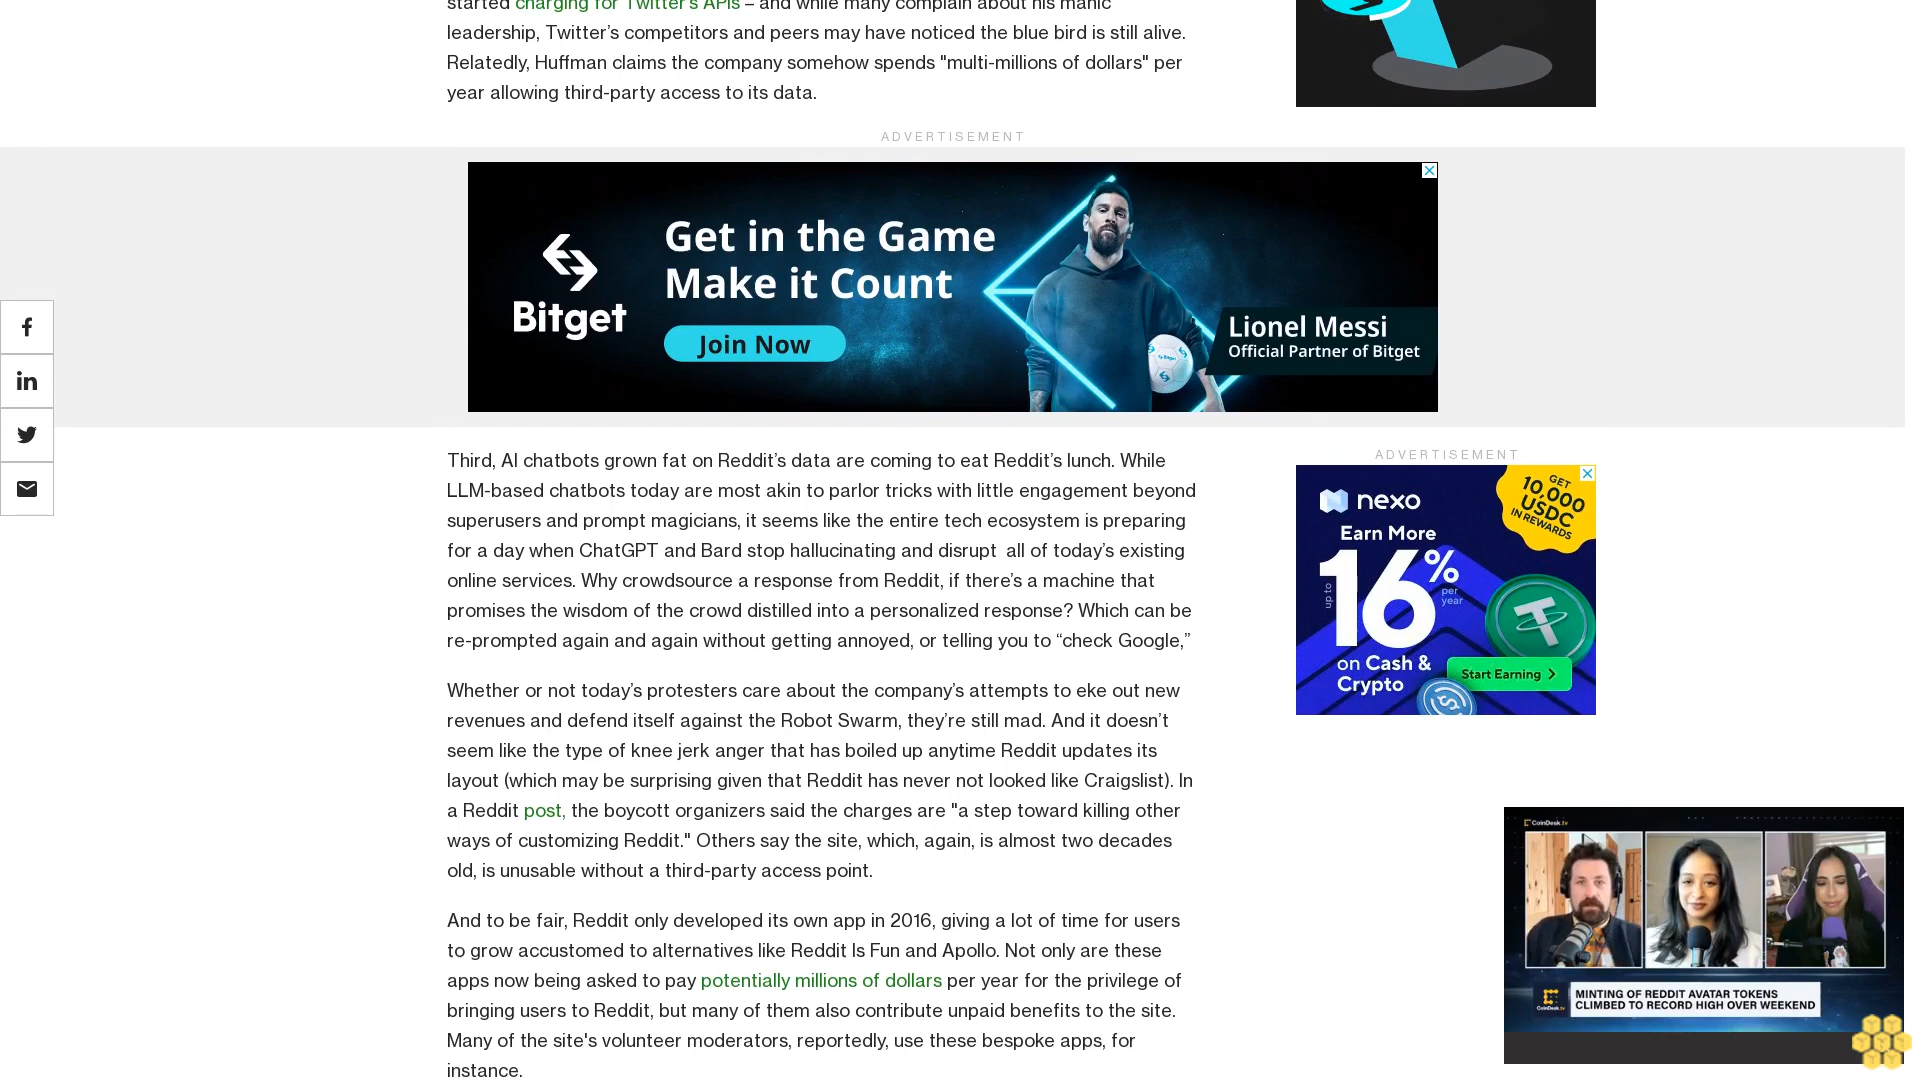 started charging for Twitter’s APIs – and while many complain about his manic
leadership, Twitter’s competitors and peers may have noticed the blue bird is still alive.
Relatedly, Huffman claims the company somehow spends "multi-millions of dollars" per
year allowing third-party access to its data.
ADVERTISEMENT
Get in the Game
Make it Count
Bitget
Join Now
Lionel Messi
Official Partner of Bitget
Third, AI chatbots grown fat on Reddit’s data are coming to eat Reddit’s lunch. While
LLM-based chatbots today are most akin to parlor tricks with little engagement beyond
superusers and prompt magicians, it seems like the entire tech ecosystem is preparing
for a day when ChatGPT and Bard stop hallucinating and disrupt  all of today’s existing
online services. Why crowdsource a response from Reddit, if there’s a machine that
promises the wisdom of the crowd distilled into a personalized response? Which can be
re-prompted again and again without getting annoyed, or telling you to “check Google,”
Whether or not today’s protesters care about the company’s attempts to eke out new
revenues and defend itself against the Robot Swarm, they’re still mad. And it doesn’t
seem like the type of knee jerk anger that has boiled up anytime Reddit updates its
layout (which may be surprising given that Reddit has never not looked like Craigslist). In
a Reddit post, the boycott organizers said the charges are "a step toward killing other
ways of customizing Reddit." Others say the site, which, again, is almost two decades
old, is unusable without a third-party access point.
And to be fair, Reddit only developed its own app in 2016, giving a lot of time for users
to grow accustomed to alternatives like Reddit Is Fun and Apollo. Not only are these
apps now being asked to pay potentially millions of dollars per year for the privilege of
bringing users to Reddit, but many of them also contribute unpaid benefits to the site.
Many of the site's volunteer moderators, reportedly, use these bespoke apps, for
instance.
ADVERTISEMENT
nexo
GET
10,000
USDC
IN REWARDS
Earn More
up to
16%
per
year
on Cash &
Crypto
Start Earning
CoinDesk.tv
MINTING OF REDDIT AVATAR TOKENS
CLIMBED TO RECORD HIGH OVER WEEKEND
CoinDesk.tv